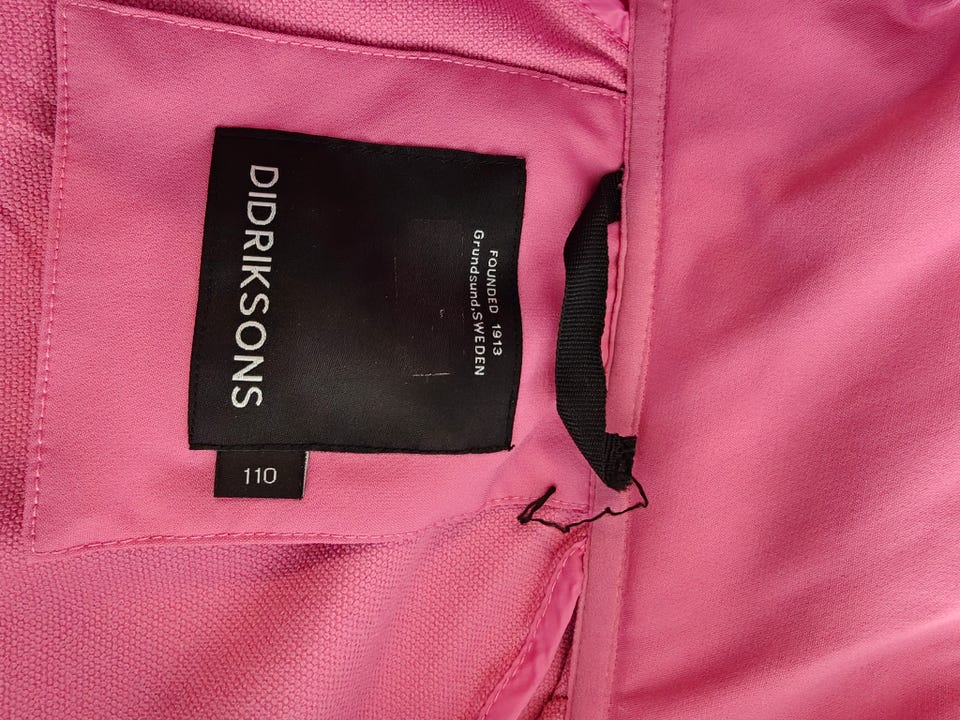 FOUNDED 1913
Grundsund,SWEDEN
DIDRIKSONS
110